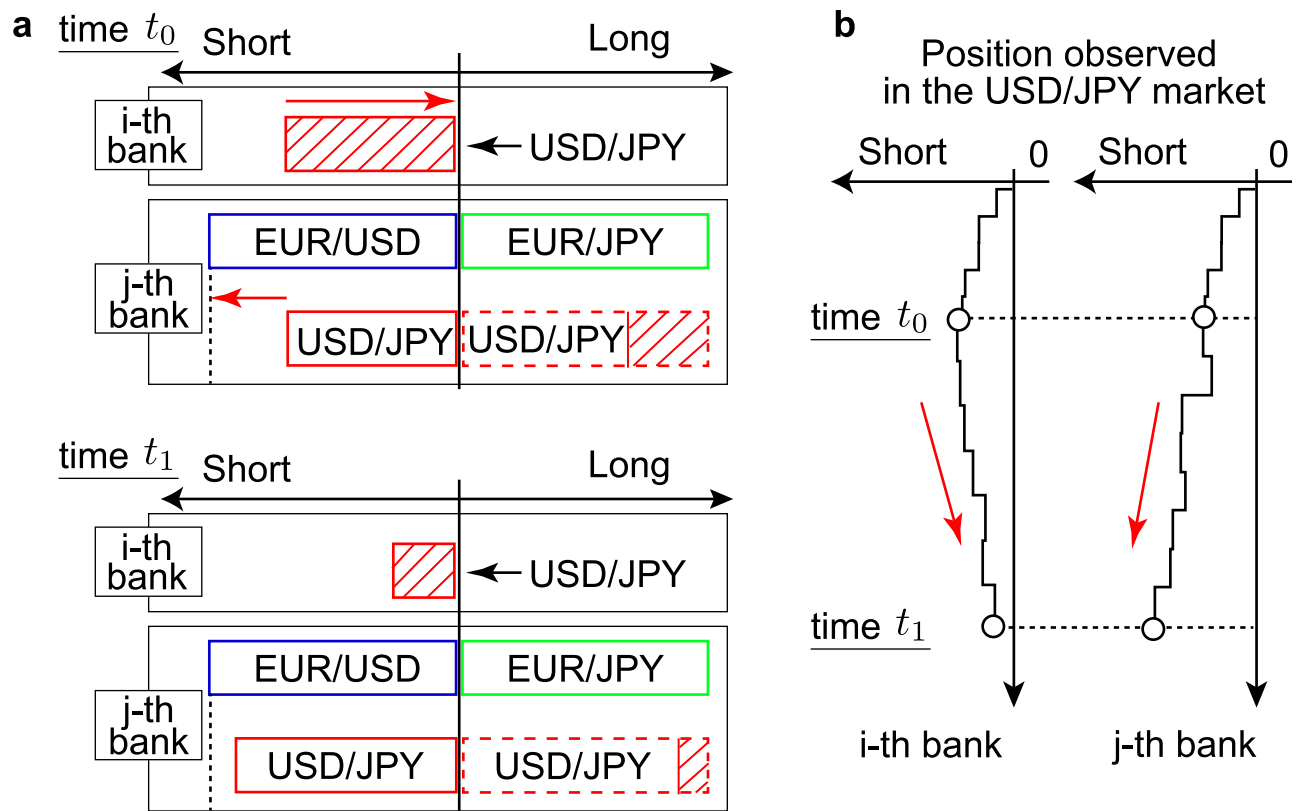 a
time t0
Short
Long
i-th
bank
USD/JPY
j-th
bank
EUR/USD
EUR/JPY
USD/JPY
USD/JPY
time t1
Short
Long
i-th
bank
USD/JPY
j-th
bank
EUR/USD
EUR/JPY
USD/JPY
USD/JPY
b
Position observed
in the USD/JPY market
Short
0
Short
0
time t0
time t1
i-th bank
j-th bank